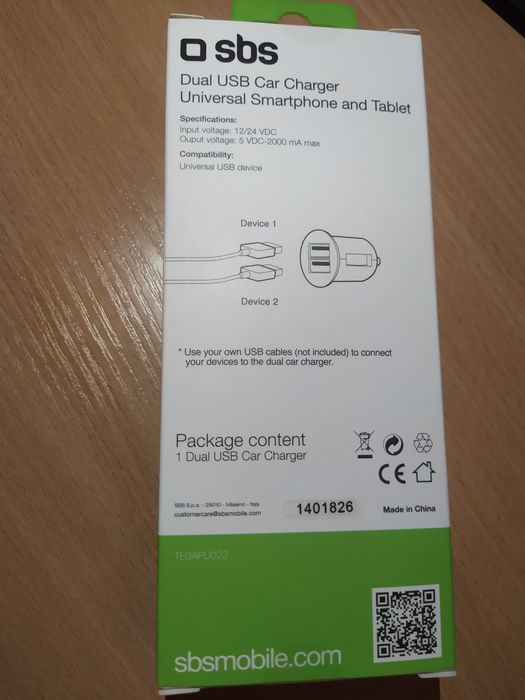 sbs
Dual USB Car Charger
Universal Smartphone and Tablet
Specifications:
Input voltage: 12/24 VDC
Ouput voltage: 5 VDC-2000 mA max
Compatibility:
Universal USB device
Device 1
Device 2
* Use your own USB cables (not included) to connect
your devices to the dual car charger.
Package content
1 Dual USB Car Charger
CE
SBS S.p.a. - 28010 - Miasino - Italy
customercare@sbsmobile.com
1401826
Made in China
TE0APU022
sbsmobile.com